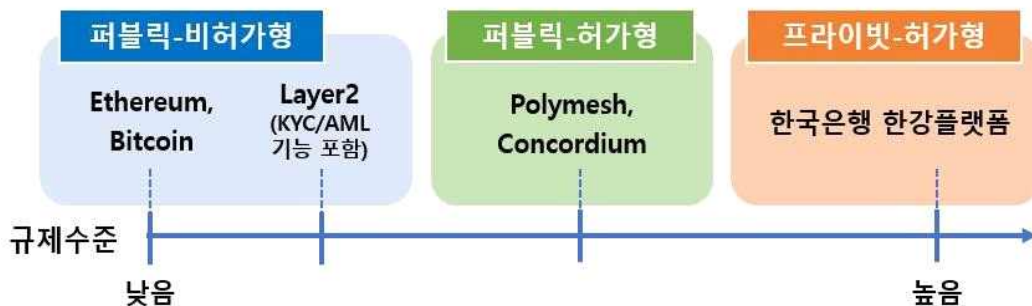 퍼블릭-비허가형
퍼블릭-허가형
프라이빗-허가형
Ethereum,
Bitcoin
Layer2
(KYC/AML
기능 포함)
Polymesh,
Concordium
한국은행 한강플랫폼
규제수준
낮음
높음